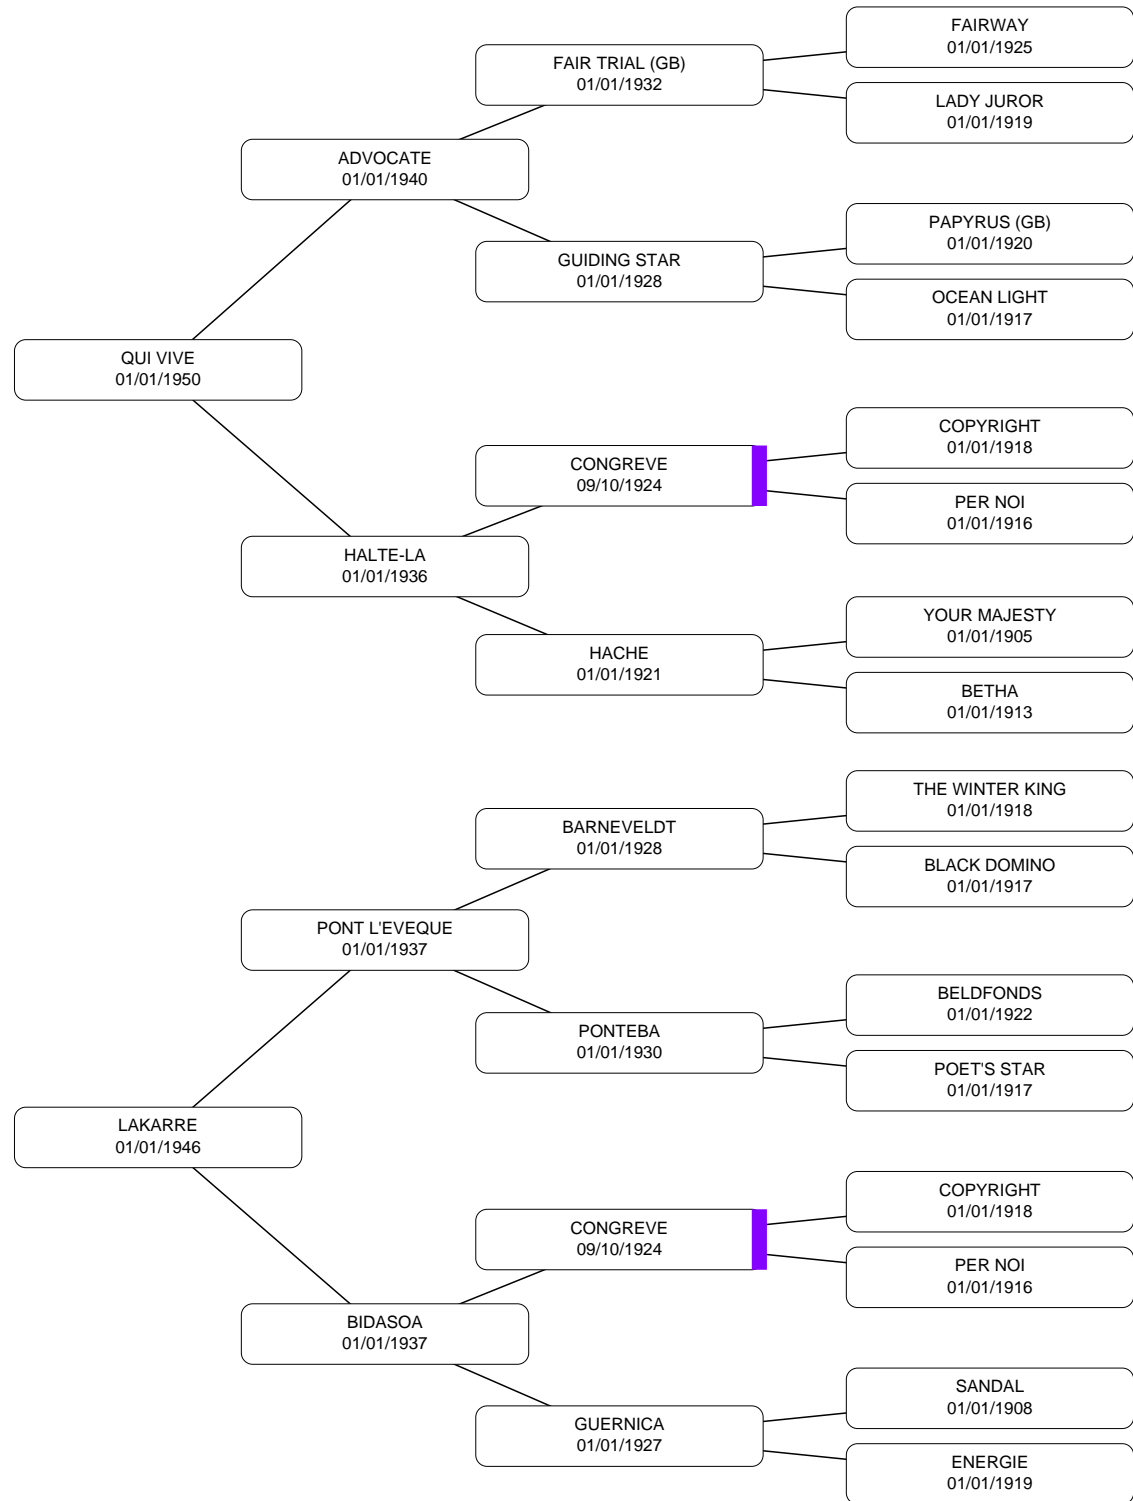 FAIRWAY
01/01/1925
FAIR TRIAL (GB)
01/01/1932
LADY JUROR
01/01/1919
ADVOCATE
01/01/1940
PAPYRUS (GB)
01/01/1920
GUIDING STAR
01/01/1928
OCEAN LIGHT
01/01/1917
QUI VIVE
01/01/1950
COPYRIGHT
01/01/1918
CONGREVE
09/10/1924
PER NOI
01/01/1916
HALTE-LA
01/01/1936
YOUR MAJESTY
01/01/1905
HACHE
01/01/1921
BETHA
01/01/1913
THE WINTER KING
01/01/1918
BARNEVELDT
01/01/1928
BLACK DOMINO
01/01/1917
PONT L'EVEQUE
01/01/1937
BELDFONDS
01/01/1922
PONTEBA
01/01/1930
POET'S STAR
01/01/1917
LAKARRE
01/01/1946
COPYRIGHT
01/01/1918
CONGREVE
09/10/1924
PER NOI
01/01/1916
BIDASOA
01/01/1937
SANDAL
01/01/1908
GUERNICA
01/01/1927
ENERGIE
01/01/1919